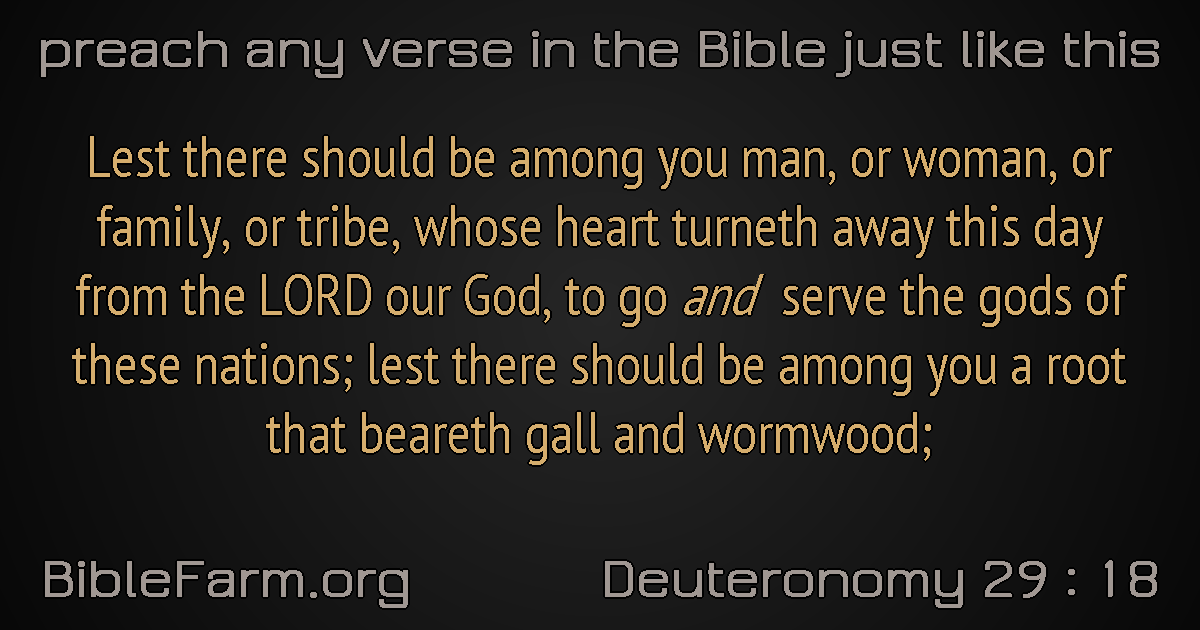 preach any verse in the Bible just like this
Lest there should be among you man, or woman, or
family, or tribe, whose heart turneth away this day
from the LORD our God, to go and serve the gods of
these nations; lest there should be among you a root
that beareth gall and wormwood;
BibleFarm.org
Deuteronomy 29 : 18